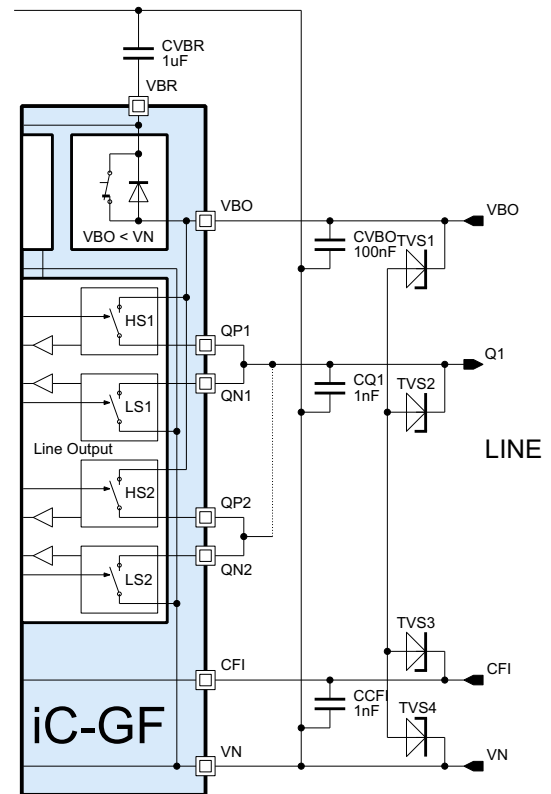 CVBR
1uF
VBR
VBO
VBO
VBO < VN
CVBO
100nF
TVS1
HS1
QP1
Q1
QN1
LS1
CQ1
1nF
TVS2
Line Output
LINE
HS2
QP2
QN2
LS2
TVS3
CFI
CFI
CCFI
1nF
TVS4
iC-GF
VN
VN